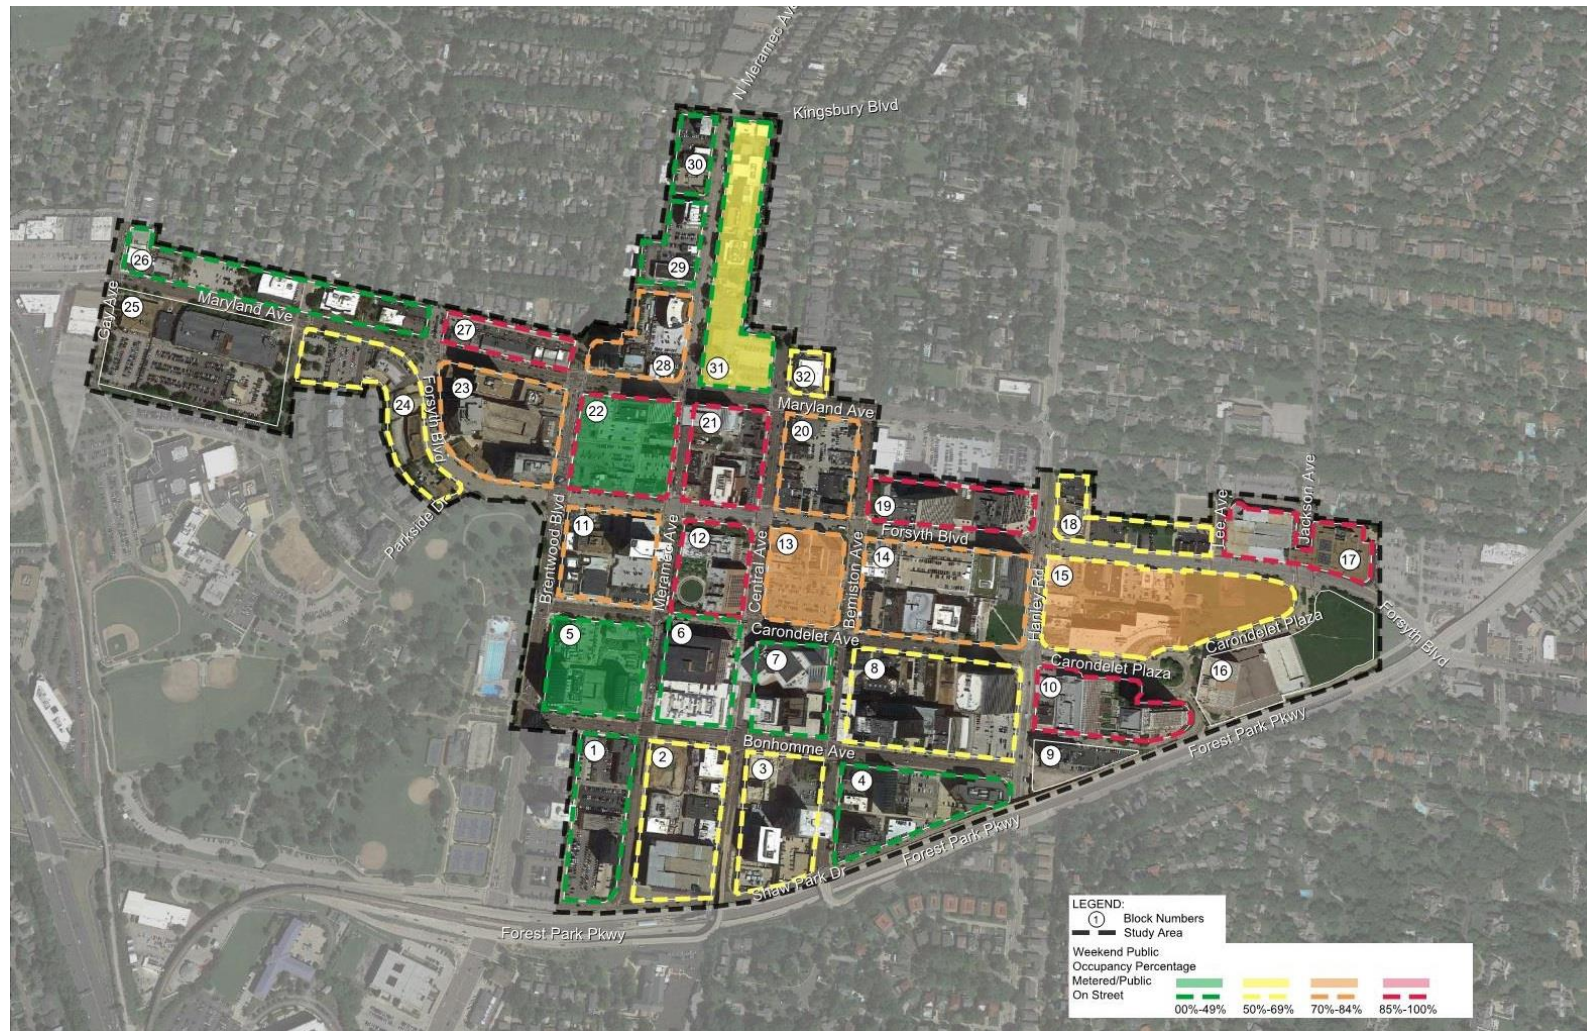 N Meramec Ave
Kingsbury Blvd
30
26
29
Gay Ave
25
Maryland Ave
27
28
31
32
23
24
Forsyth Blvd
22
21
Maryland Ave
20
Parkside Dr
Brentwood Blvd
11
Meramec Ave
12
Central Ave
13
Bemiston Ave
14
19
Forsyth Blvd
18
Lee Ave
Jackson Ave
17
Hanley Rd
15
Forsyth Blvd
5
6
Carondelet Ave
7
8
Carondelet Plaza
Carondelet Plaza
16
10
9
Forest Park Pkwy
Bonhomme Ave
1
2
3
4
Forest Park Pkwy
Shaw Park Dr
Forest Park Pkwy
LEGEND:
1 Block Numbers
Study Area
Weekend Public
Occupancy Percentage
Metered/Public
On Street
00%-49% 50%-69% 70%-84% 85%-100%